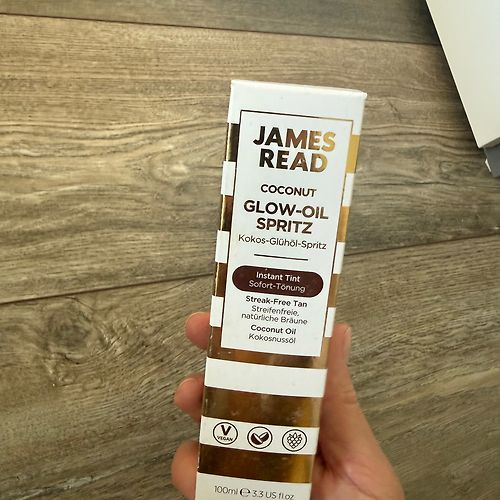 JAMES
READ
COCONUT
GLOW-OIL
SPRITZ
Kokos-Glühöl-Spritz
Instant Tint
Sofort-Tönung
Streak-Free Tan
Streifenfreie,
natürliche Bräune
Coconut Oil
Kokosnussöl
V
VEGAN
100ml ℮ 3.3 US fl.oz